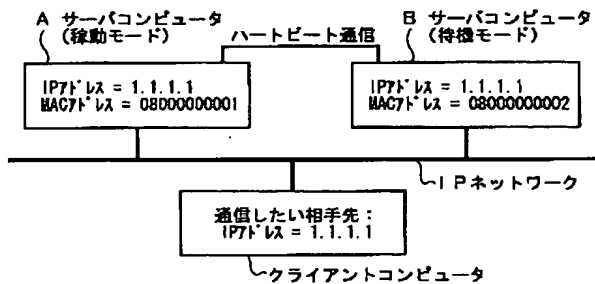 A サーバコンピュータ
(稼動モード)
ハートビート通信
B サーバコンピュータ
(待機モード)
IPアドレス = 1.1.1.1
MACアドレス = 08000000001
IPアドレス = 1.1.1.1
MACアドレス = 08000000002
IPネットワーク
通信したい相手先:
IPアドレス = 1.1.1.1
クライアントコンピュータ